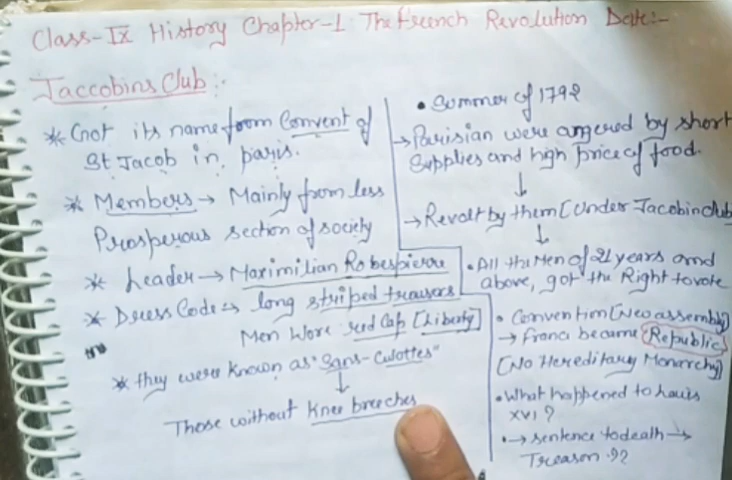 Class-IX History Chapter-1 The French Revolution Date:-
Jaccobins Club:-
* Got its name from Convent of
St Jacob in, paris.
* Members → Mainly from less
Prosperous section of society
* Leader → Maximilian Robespierre
* Dress Code → long striped trousers
Men Wore red Cap [Liberty]
* they were known as "Sans-Culottes"
↓
Those without Knee breeches
• Summer of 1792
→ Parisian were angered by short
Supplies and high price of food.
↓
→ Revolt by them [Under Jacobin club
↓
• All the Men of 21 years and
above, got the Right to vote
• Convention [New assembly]
→ France became Republic
[No Hereditary Monarchy]
• What happened to Louis
XVI ?
• → sentence to death →
Treason